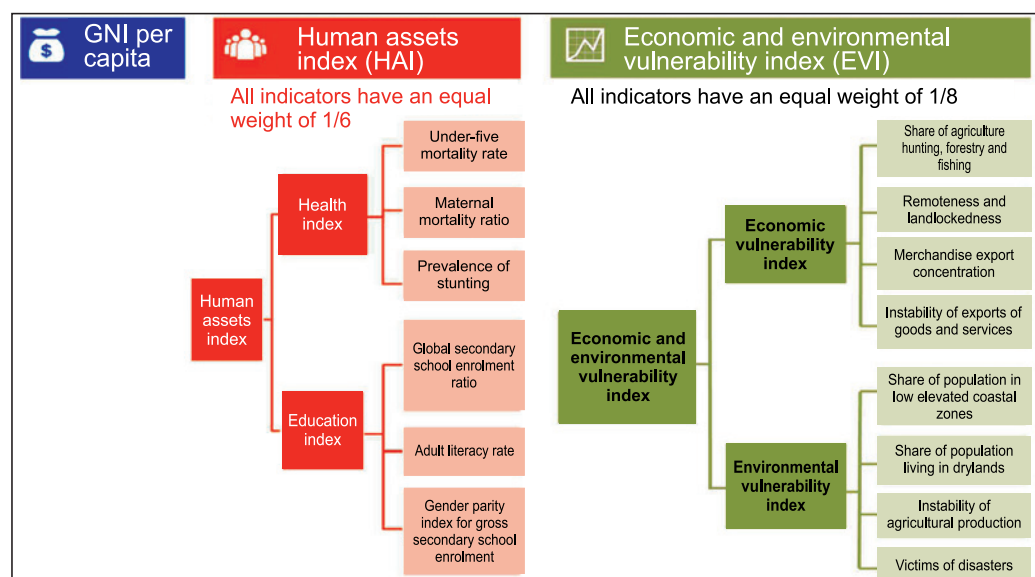 GNI per
capita
Human assets
index (HAI)
Economic and environmental
vulnerability index (EVI)
All indicators have an equal
weight of 1/6
All indicators have an equal weight of 1/8
Human
assets
index
Health
index
Under-five
mortality rate
Maternal
mortality ratio
Prevalence of
stunting
Education
index
Global secondary
school enrolment
ratio
Adult literacy rate
Gender parity
index for gross
secondary school
enrolment
Economic and
environmental
vulnerability
index
Economic
vulnerability
index
Share of agriculture
hunting, forestry and
fishing
Remoteness and
landlockedness
Merchandise export
concentration
Instability of exports of
goods and services
Environmental
vulnerability
index
Share of population in
low elevated coastal
zones
Share of population
living in drylands
Instability of
agricultural production
Victims of disasters